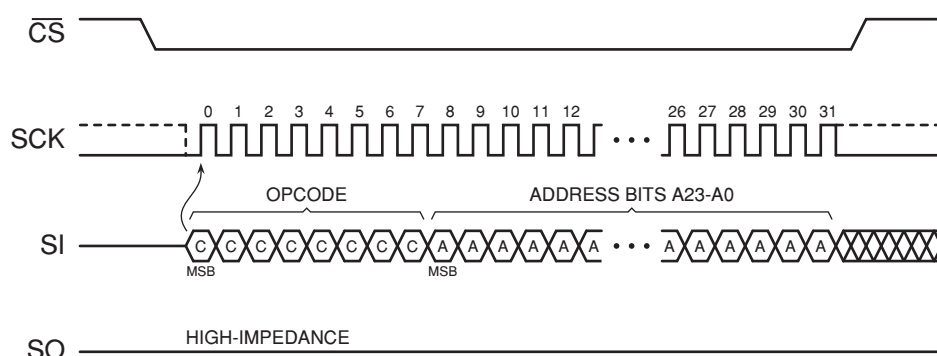 CS
0 1 2 3 4 5 6 7 8 9 10 11 12 26 27 28 29 30 31
SCK
OPCODE ADDRESS BITS A23-A0
SI C C C C C C C C A A A A A A A A A A A A
MSB MSB
HIGH-IMPEDANCE
SO